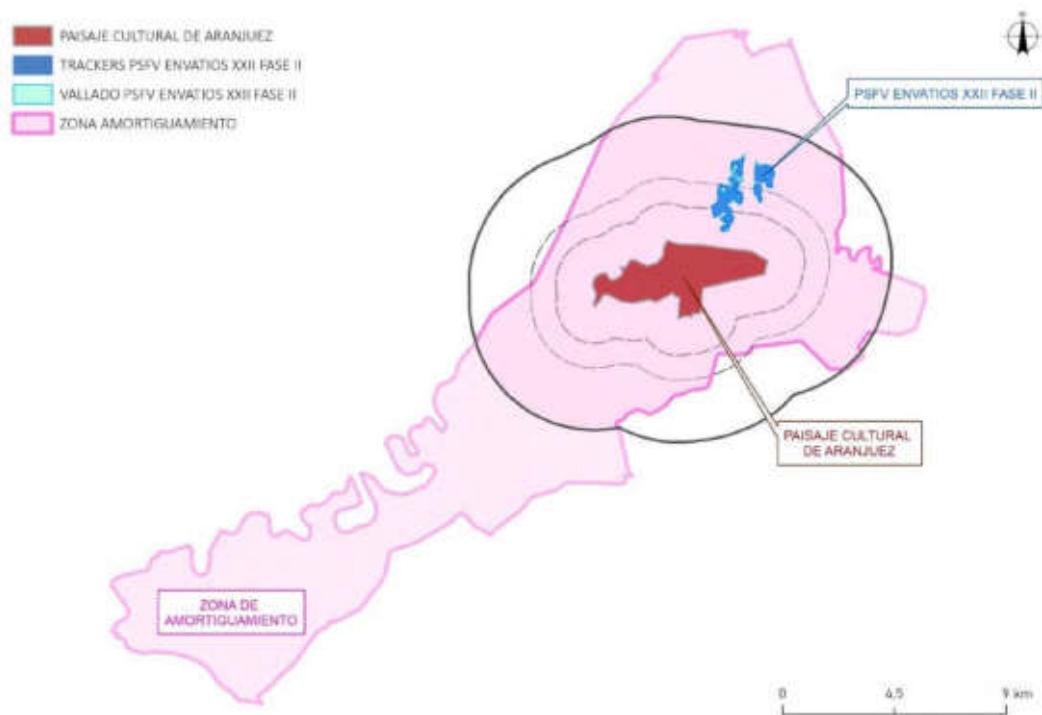 PAISAJE CULTURAL DE ARANJUEZ
TRACKERS PSFV ENVATIOS XXII FASE II
VALLADO PSFV ENVATIOS XXII FASE II
ZONA AMORTIGUAMIENTO
PSFV ENVATIOS XXII FASE II
PAISAJE CULTURAL
DE ARANJUEZ
ZONA DE
AMORTIGUAMIENTO
0 4,5 9 km